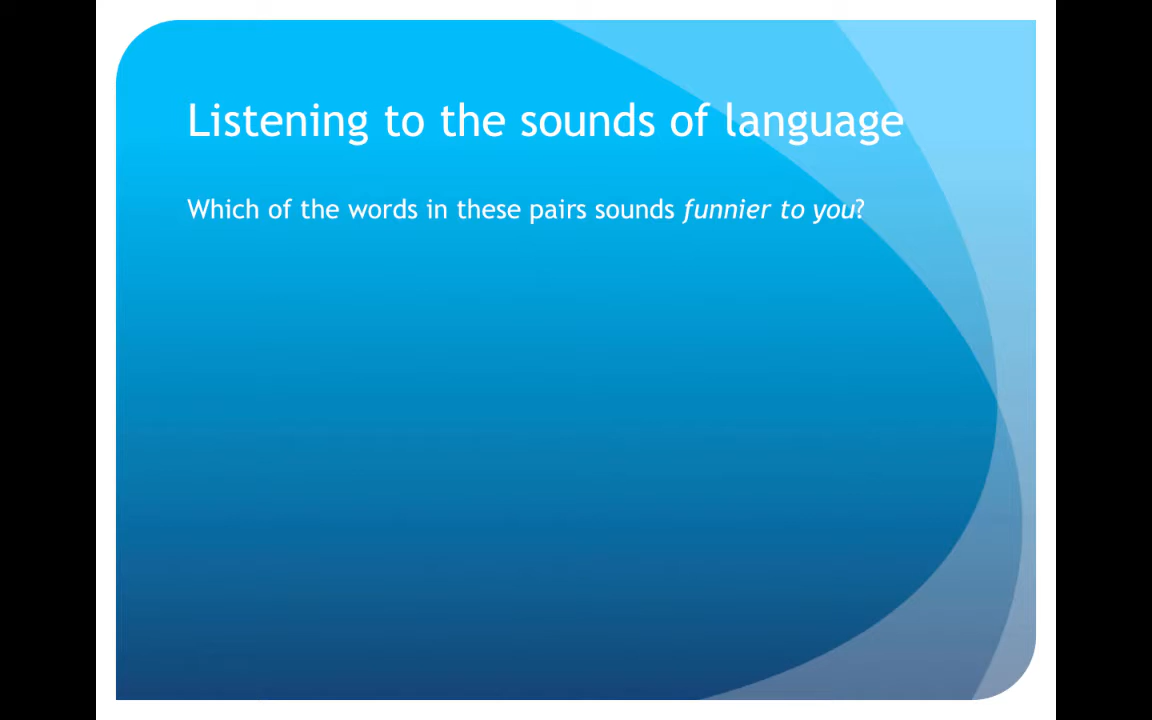 Listening to the sounds of language
Which of the words in these pairs sounds funnier to you?